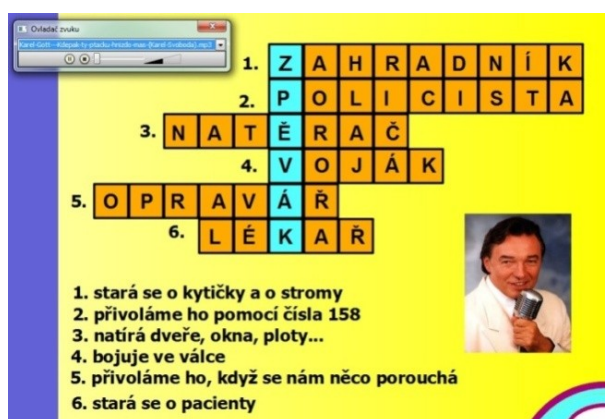 Ovladač zvuku
Karel-Gott---Kdepak-ty-ptacku-hnizdo-mas-(Karel-Svoboda).mp3
1. ZAHRADNÍK
2. POLICISTA
3. NATĚRAČ
4. VOJÁK
5. OPRAVÁŘ
6. LÉKAŘ
1. stará se o kytičky a o stromy
2. přivoláme ho pomocí čísla 158
3. natírá dveře, okna, ploty...
4. bojuje ve válce
5. přivoláme ho, když se nám něco porouchá
6. stará se o pacienty